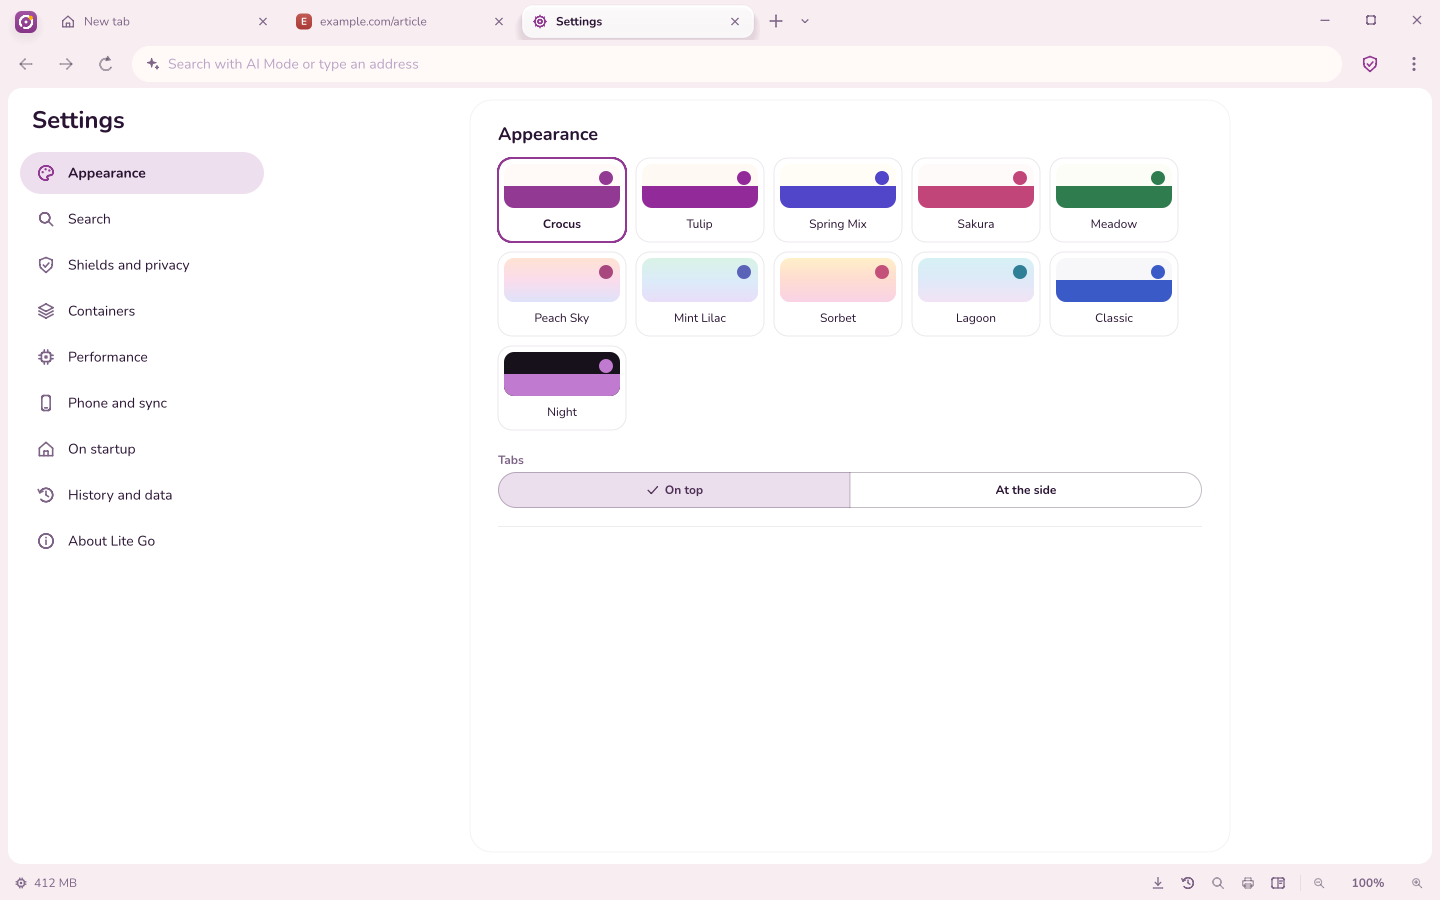 New tab
E example.com/article
Settings
Search with AI Mode or type an address
Settings
Appearance
Search
Shields and privacy
Containers
Performance
Phone and sync
On startup
History and data
About Lite Go
Appearance
Crocus
Tulip
Spring Mix
Sakura
Meadow
Peach Sky
Mint Lilac
Sorbet
Lagoon
Classic
Night
Tabs
On top
At the side
412 MB
100%